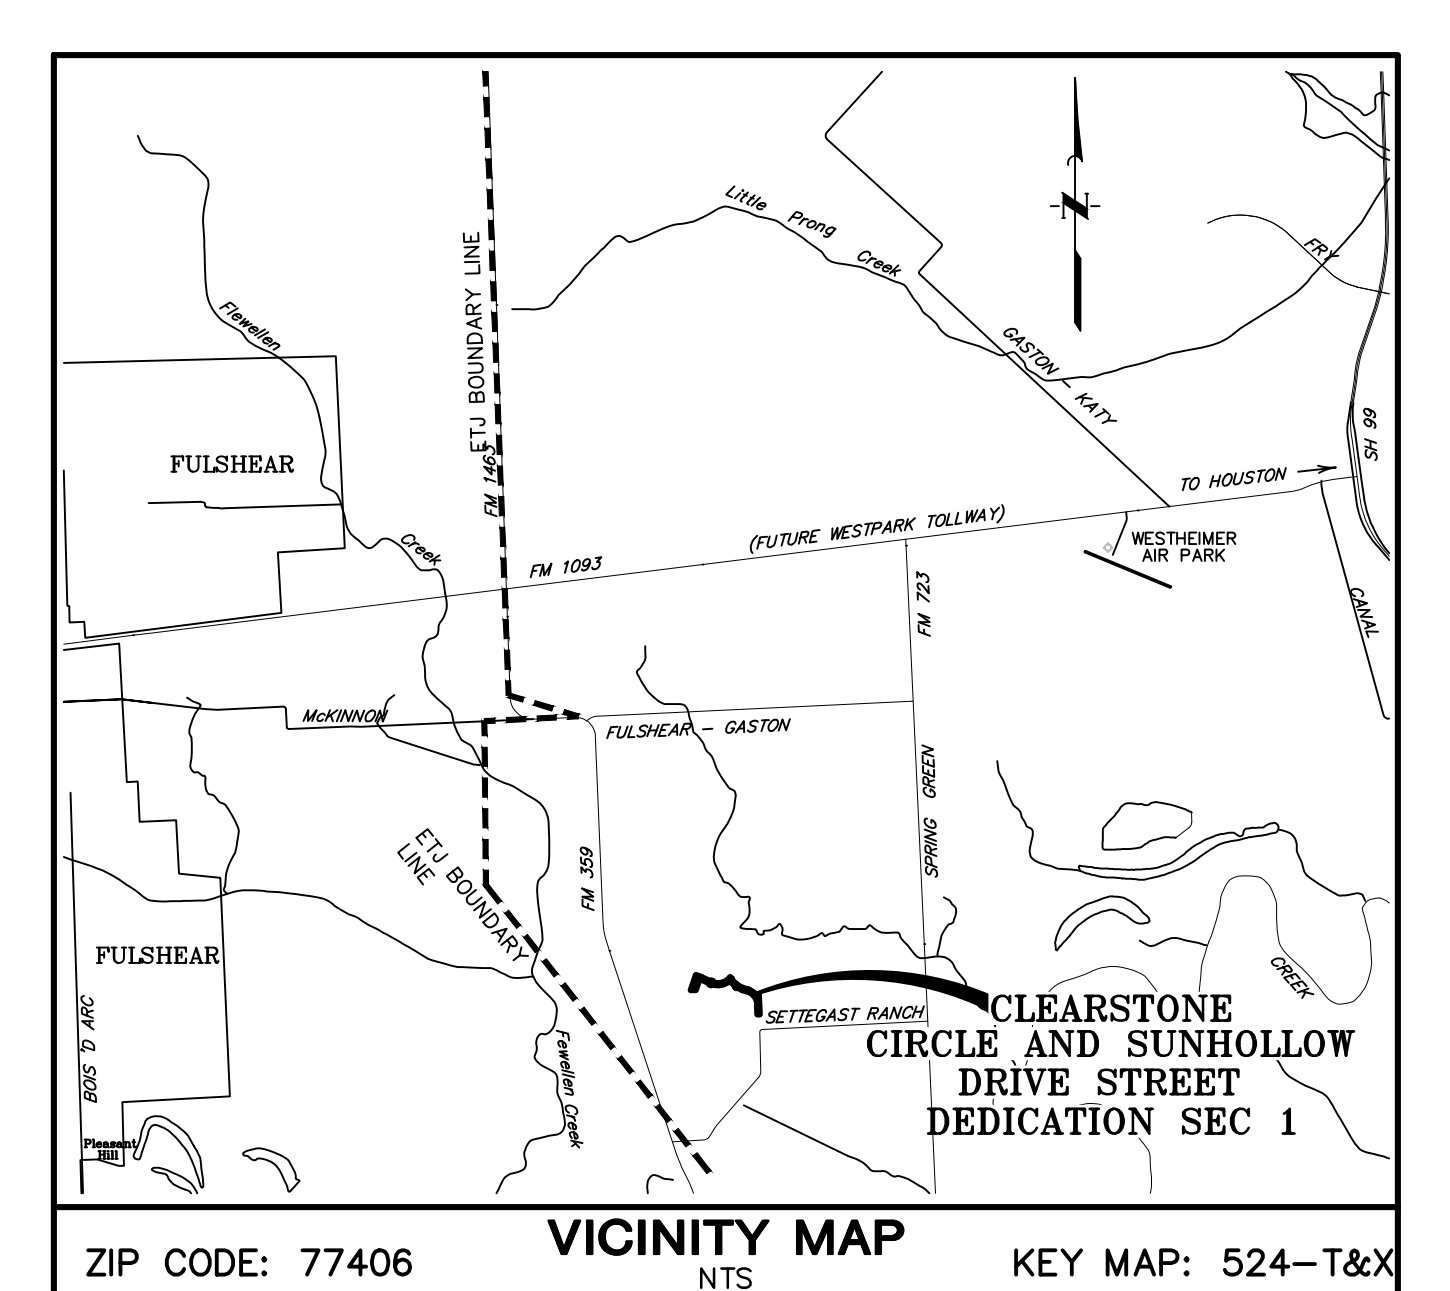 Little Prong Creek
N
FRY
ETJ BOUNDARY LINE
Flewellen
GASTON - KATY
SH 99
FULSHEAR
FM 1463
TO HOUSTON
(FUTURE WESTPARK TOLLWAY)
WESTHEIMER
AIR PARK
Creek
FM 1093
FM 723
CANAL
McKINNON
FULSHEAR - GASTON
SPRING GREEN
ETJ BOUNDARY
LINE
FM 359
FULSHEAR
CREEK
BOIS 'D ARC
SETTEGAST RANCH
CLEARSTONE
CIRCLE AND SUNHOLLOW
DRIVE STREET
DEDICATION SEC 1
Fewellen Creek
Pleasant
Hill
VICINITY MAP
NTS
ZIP CODE: 77406
KEY MAP: 524-T&X